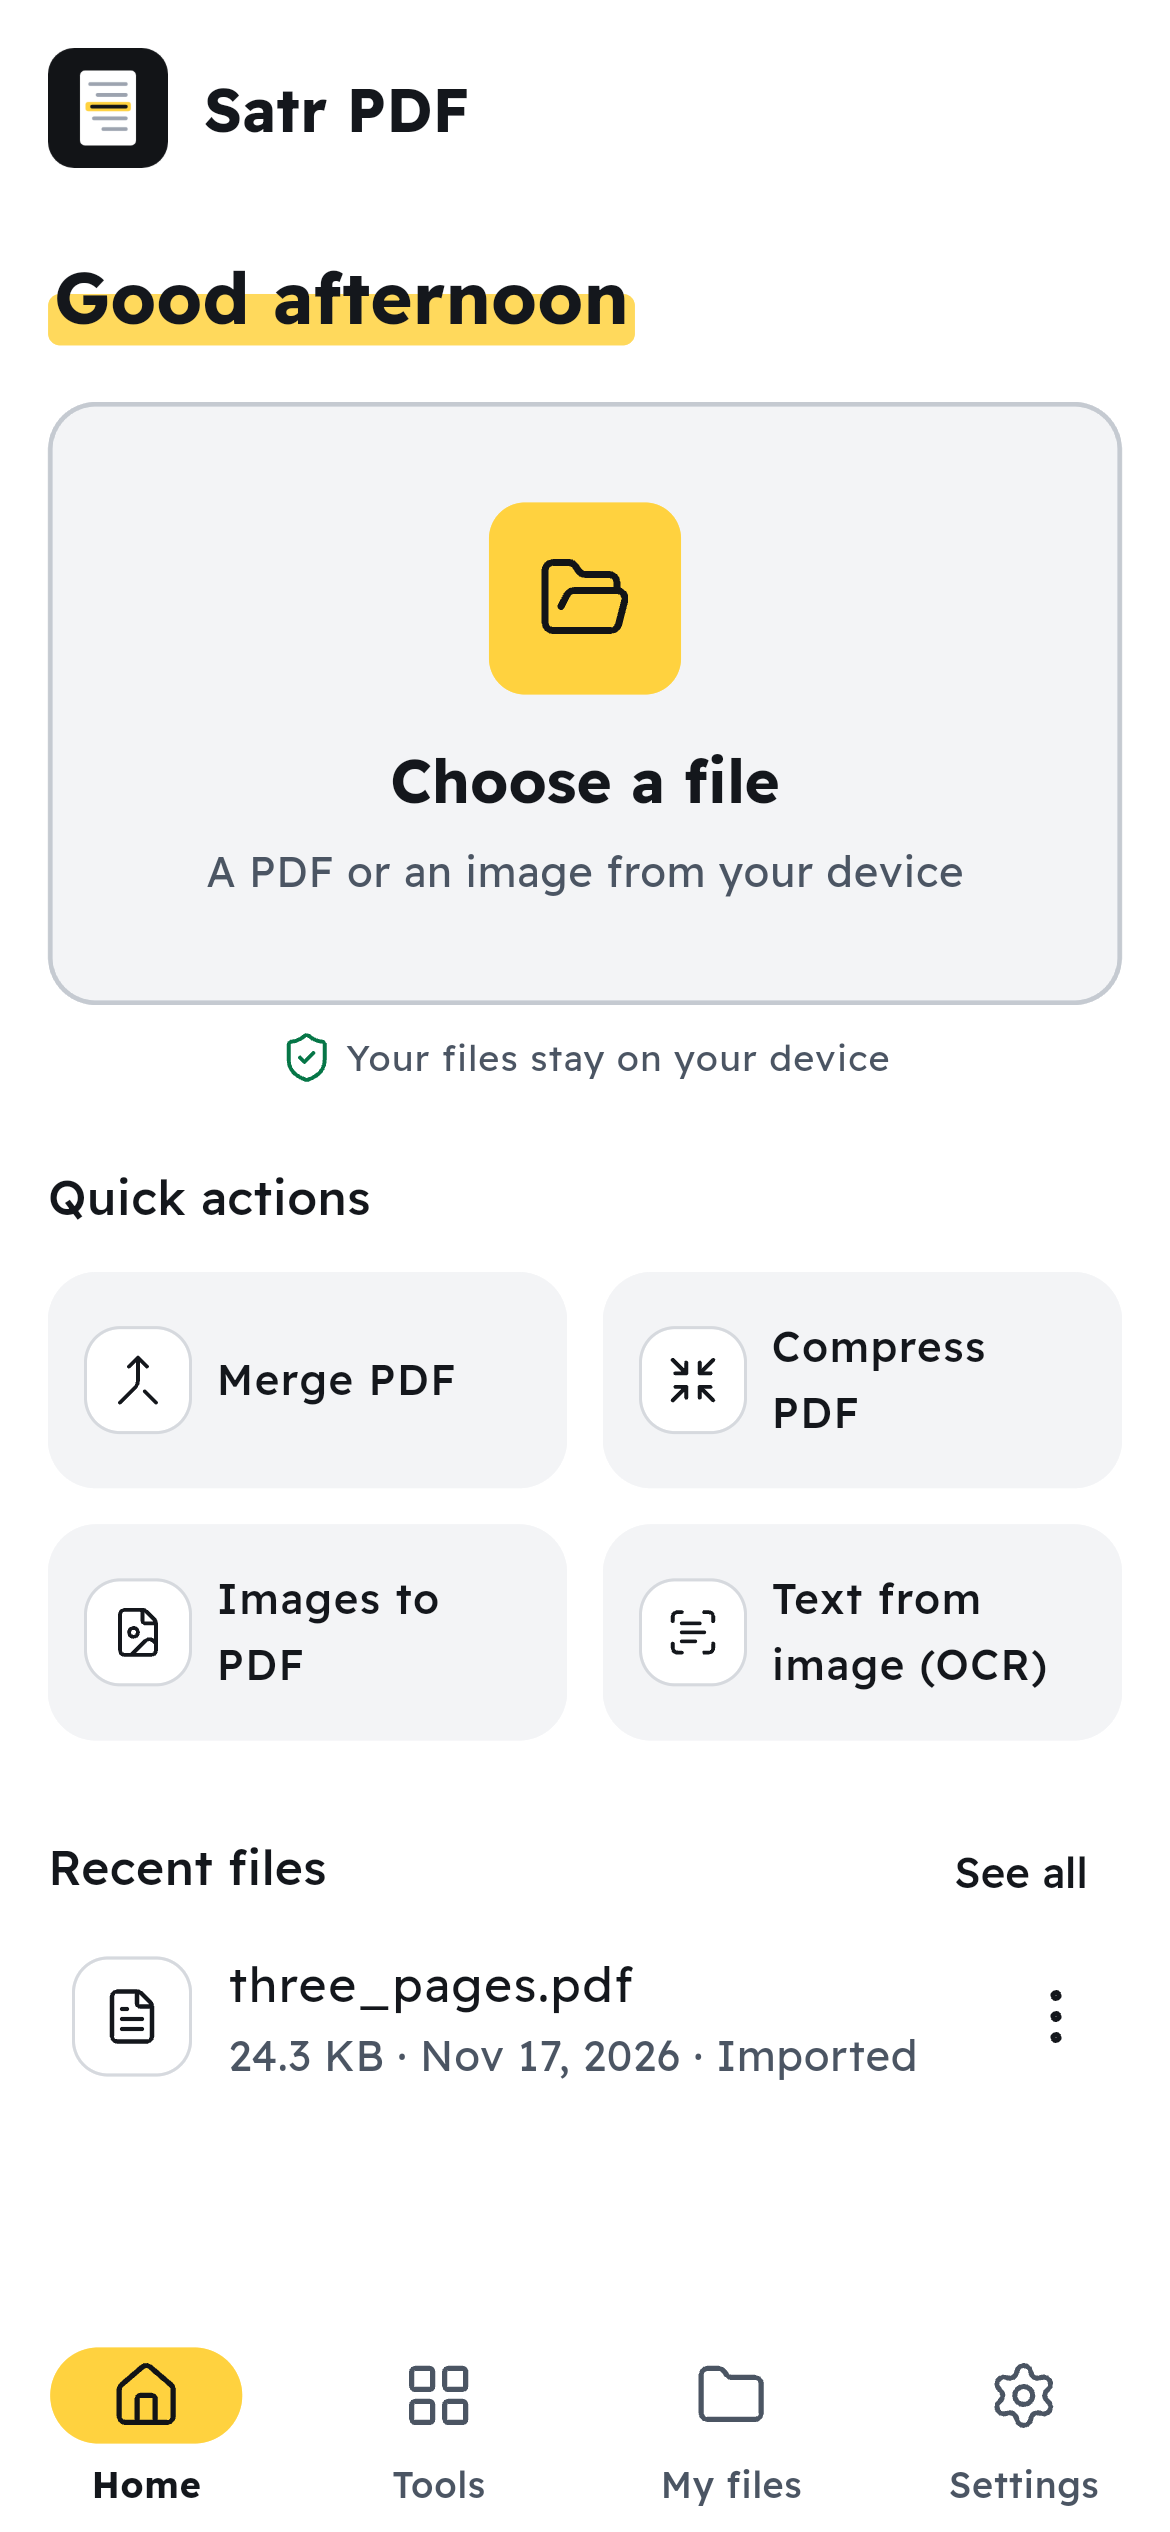 Satr PDF
Good afternoon
Choose a file
A PDF or an image from your device
Your files stay on your device
Quick actions
Merge PDF
Compress
PDF
Images to
PDF
Text from
image (OCR)
Recent files
See all
three_pages.pdf
24.3 KB · Nov 17, 2026 · Imported
Home
Tools
My files
Settings